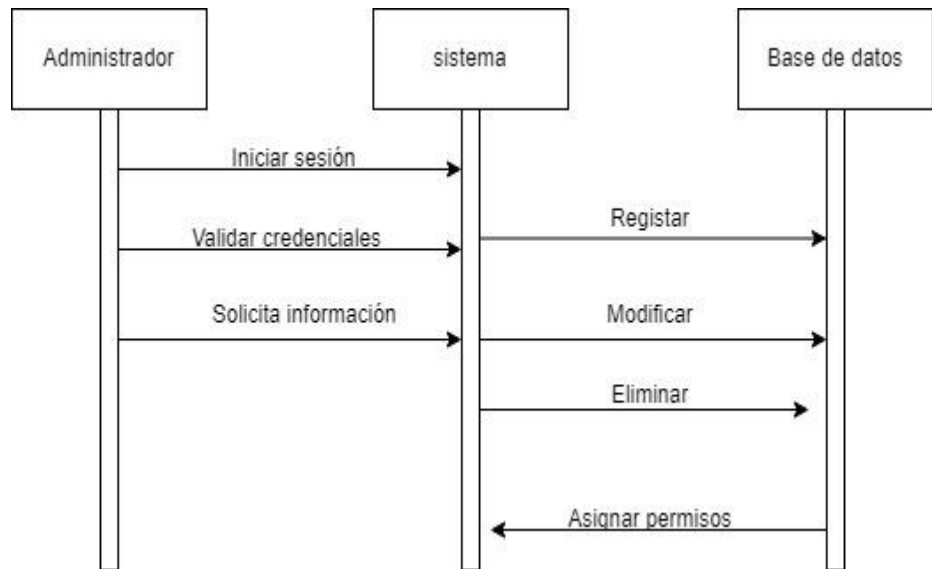 Administrador
sistema
Base de datos
Iniciar sesión
Registar
Validar credenciales
Solicita información
Modificar
Eliminar
Asignar permisos